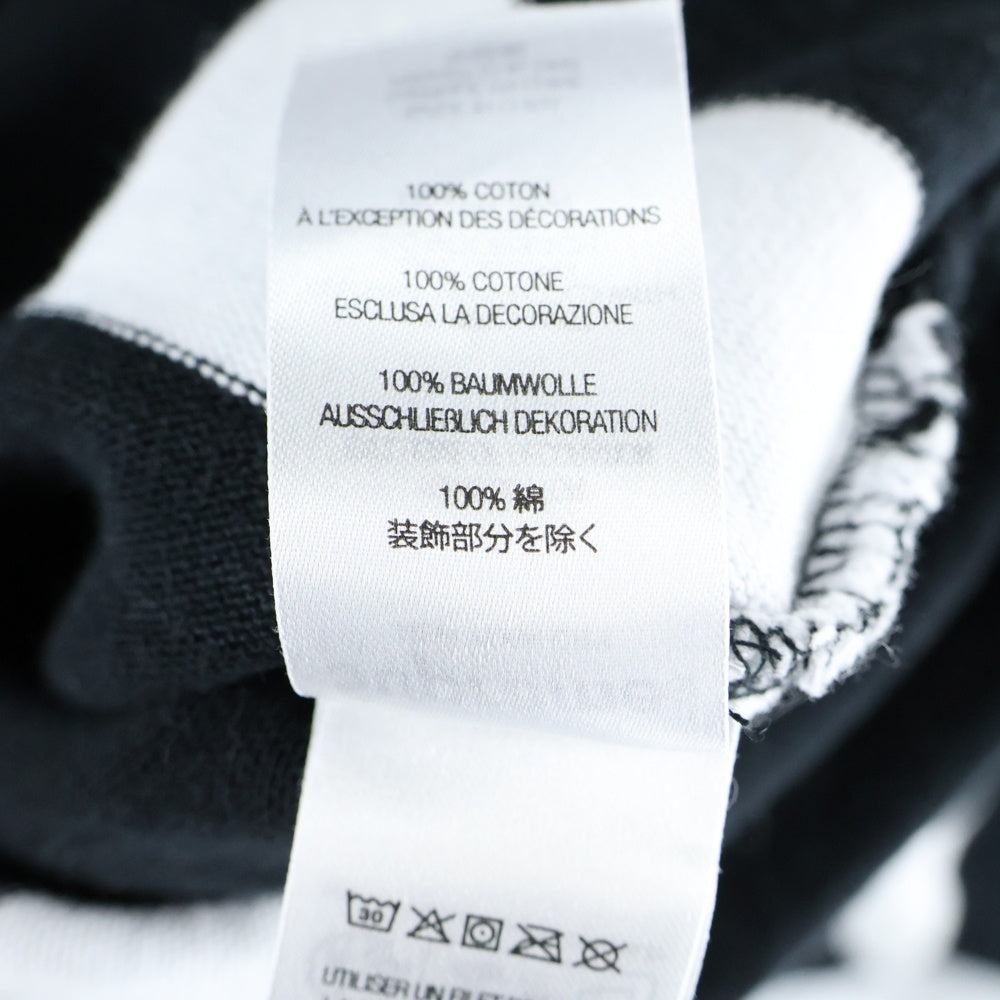 100% COTON
À L'EXCEPTION DES DÉCORATIONS
100% COTONE
ESCLUSA LA DECORAZIONE
100% BAUMWOLLE
AUSSCHLIEßLICH DEKORATION
100% 綿
装飾部分を除く
30
UTILISER UN FILET